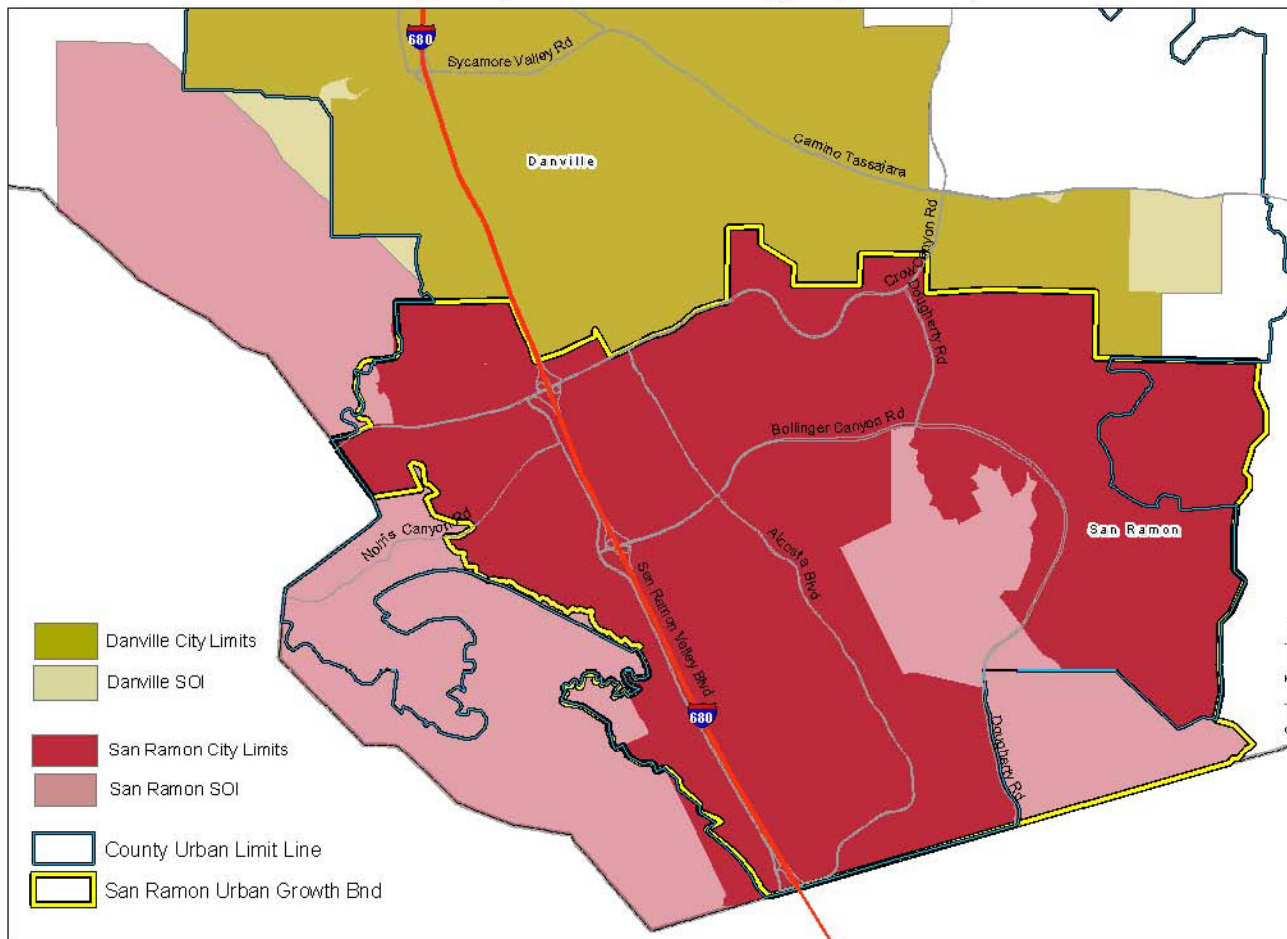 680
Sycamore Valley Rd
Camino Tassajara
Danville
Crow Canyon Rd
Dougherty Rd
Bollinger Canyon Rd
San Ramon
Norris Canyon Rd
Alcosta Blvd
San Ramon Valley Blvd
680
Dougherty Rd
Danville City Limits
Danville SOI
San Ramon City Limits
San Ramon SOI
County Urban Limit Line
San Ramon Urban Growth Bnd